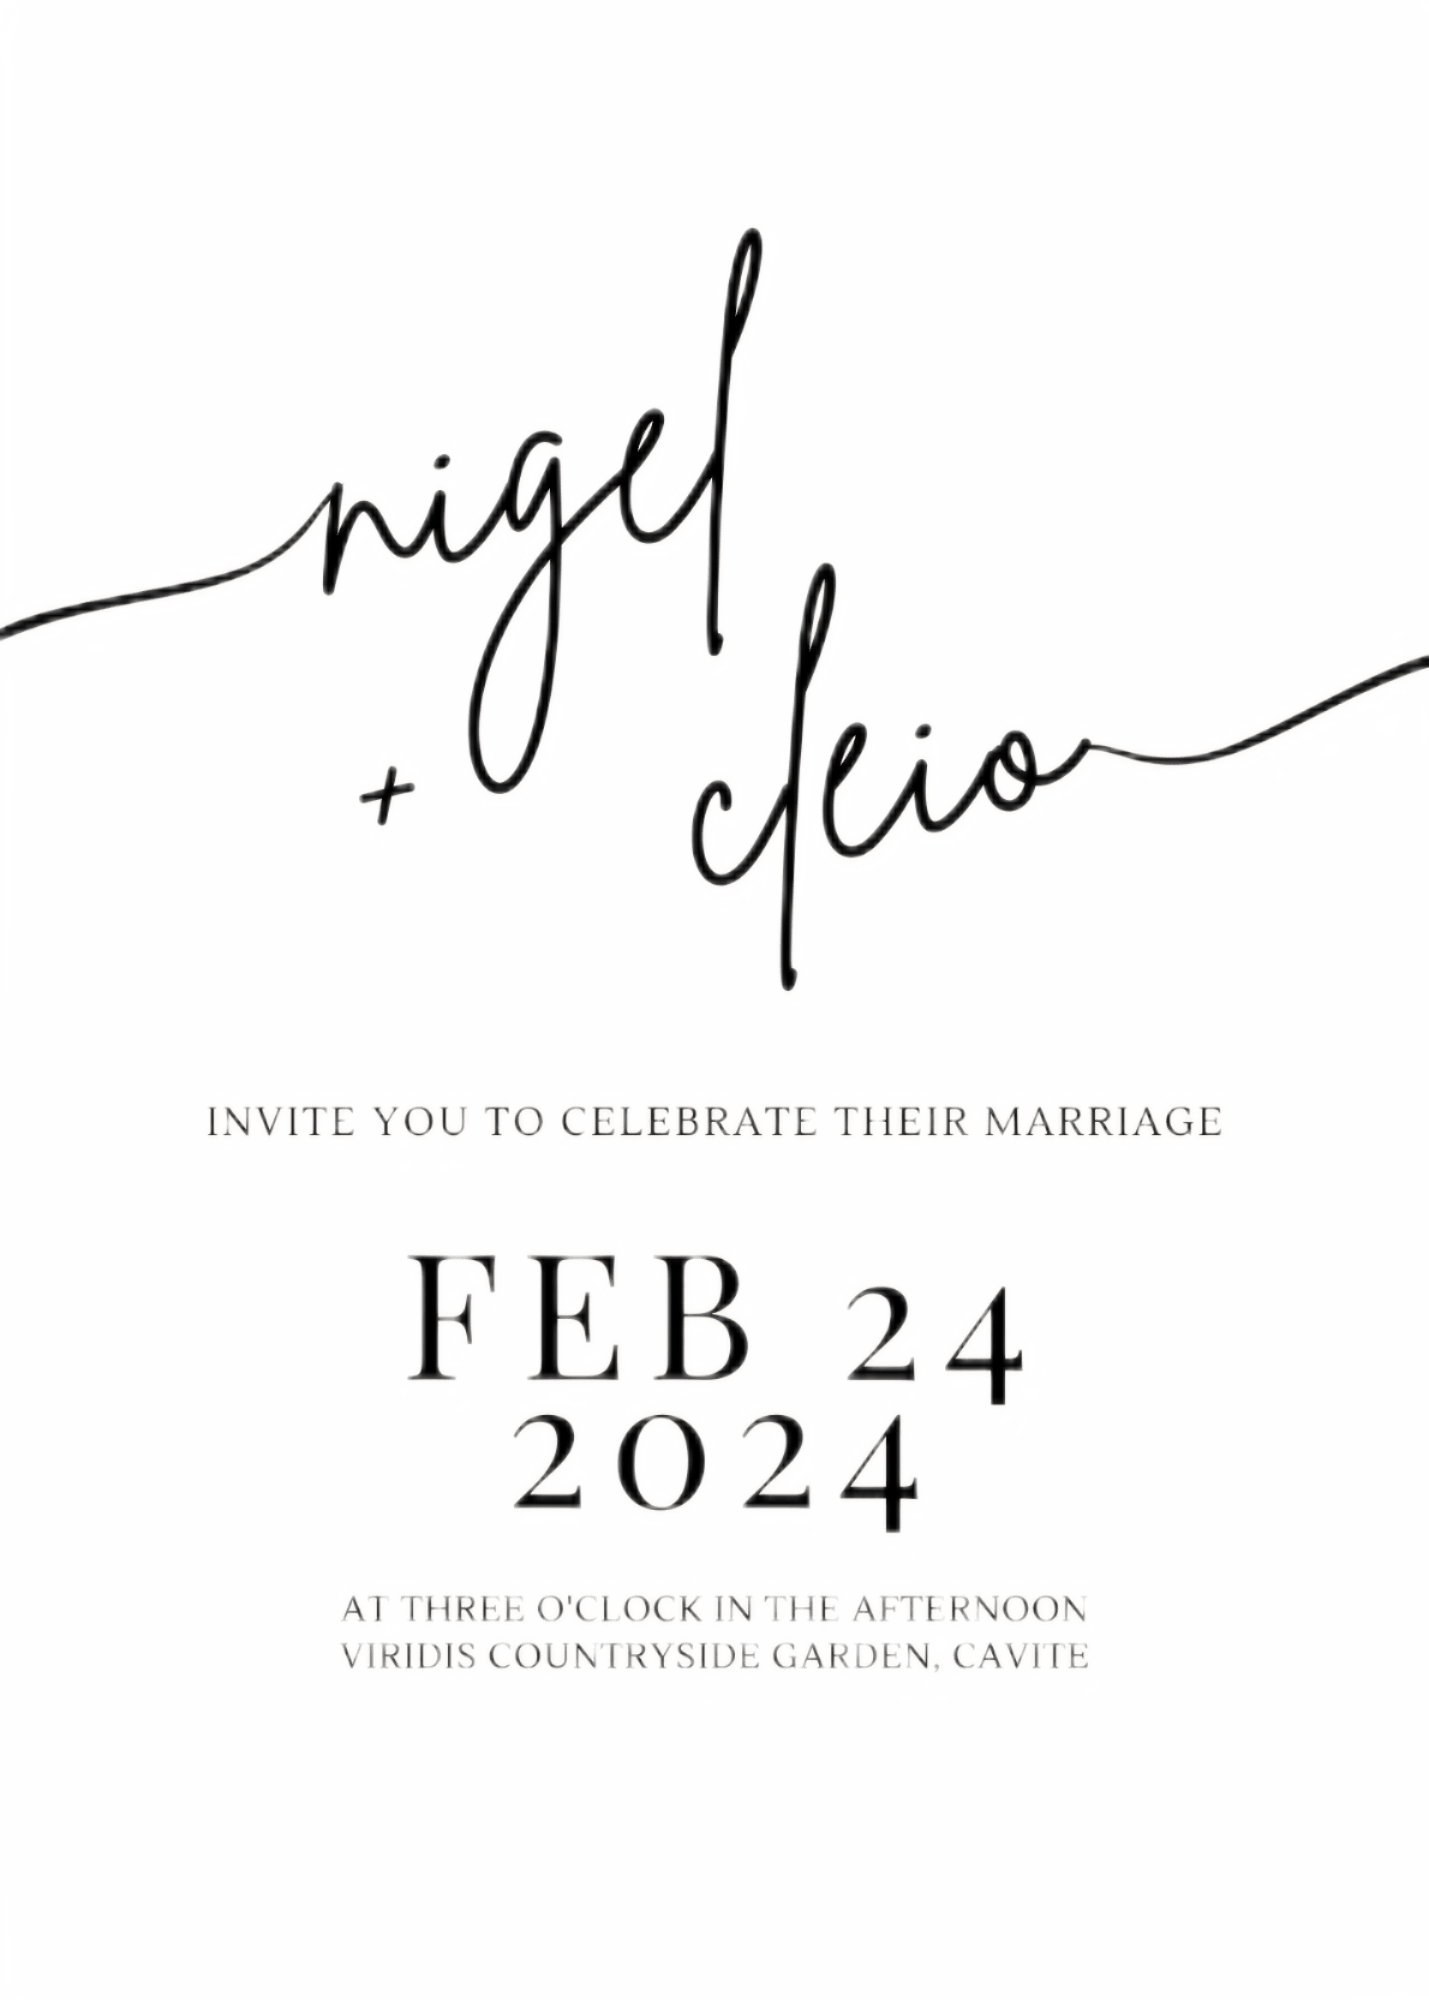 nigel
+ cleio
INVITE YOU TO CELEBRATE THEIR MARRIAGE
FEB 24
2024
AT THREE O'CLOCK IN THE AFTERNOON
VIRIDIS COUNTRYSIDE GARDEN, CAVITE